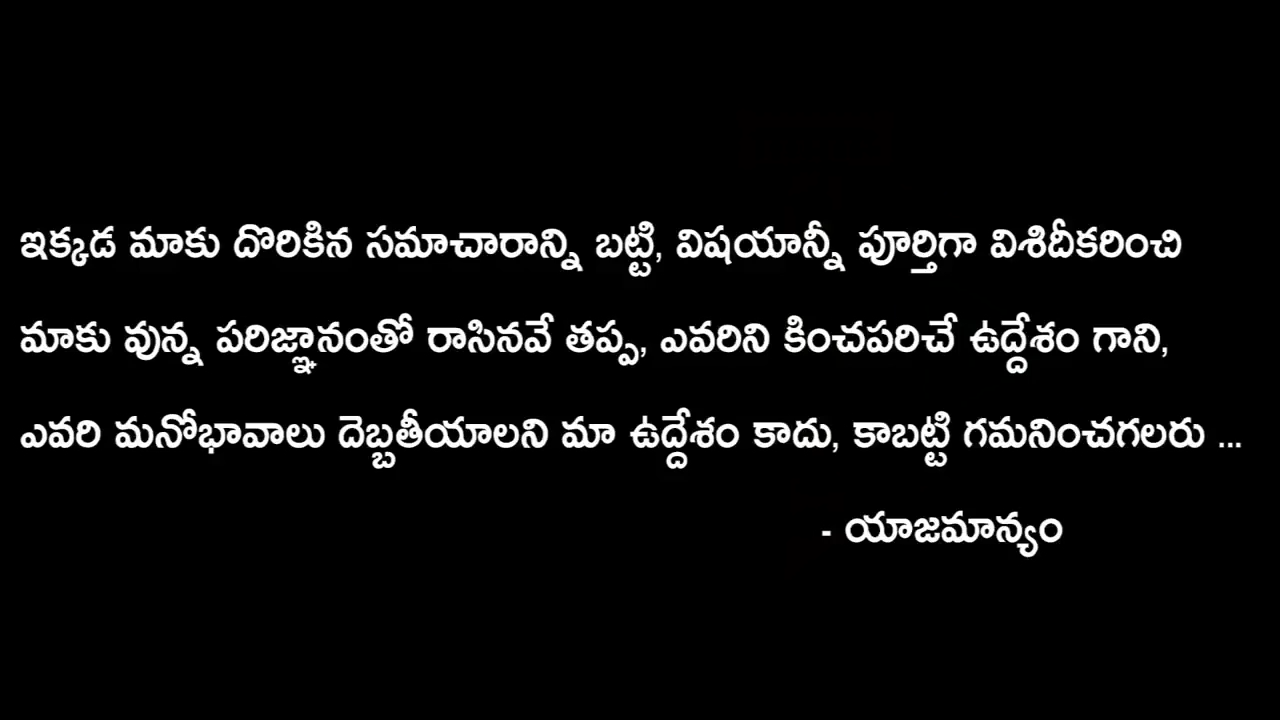 ఇక్కడ మాకు దొరికిన సమాచారాన్ని బట్టి, విషయాన్నీ పూర్తిగా విశిదీకరించి
మాకు వున్న పరిజ్ఞానంతో రాసినవే తప్ప, ఎవరిని కించపరిచే ఉద్దేశం గాని,
ఎవరి మనోభావాలు దెబ్బతీయాలని మా ఉద్దేశం కాదు, కాబట్టి గమనించగలరు ...
- యాజమాన్యం